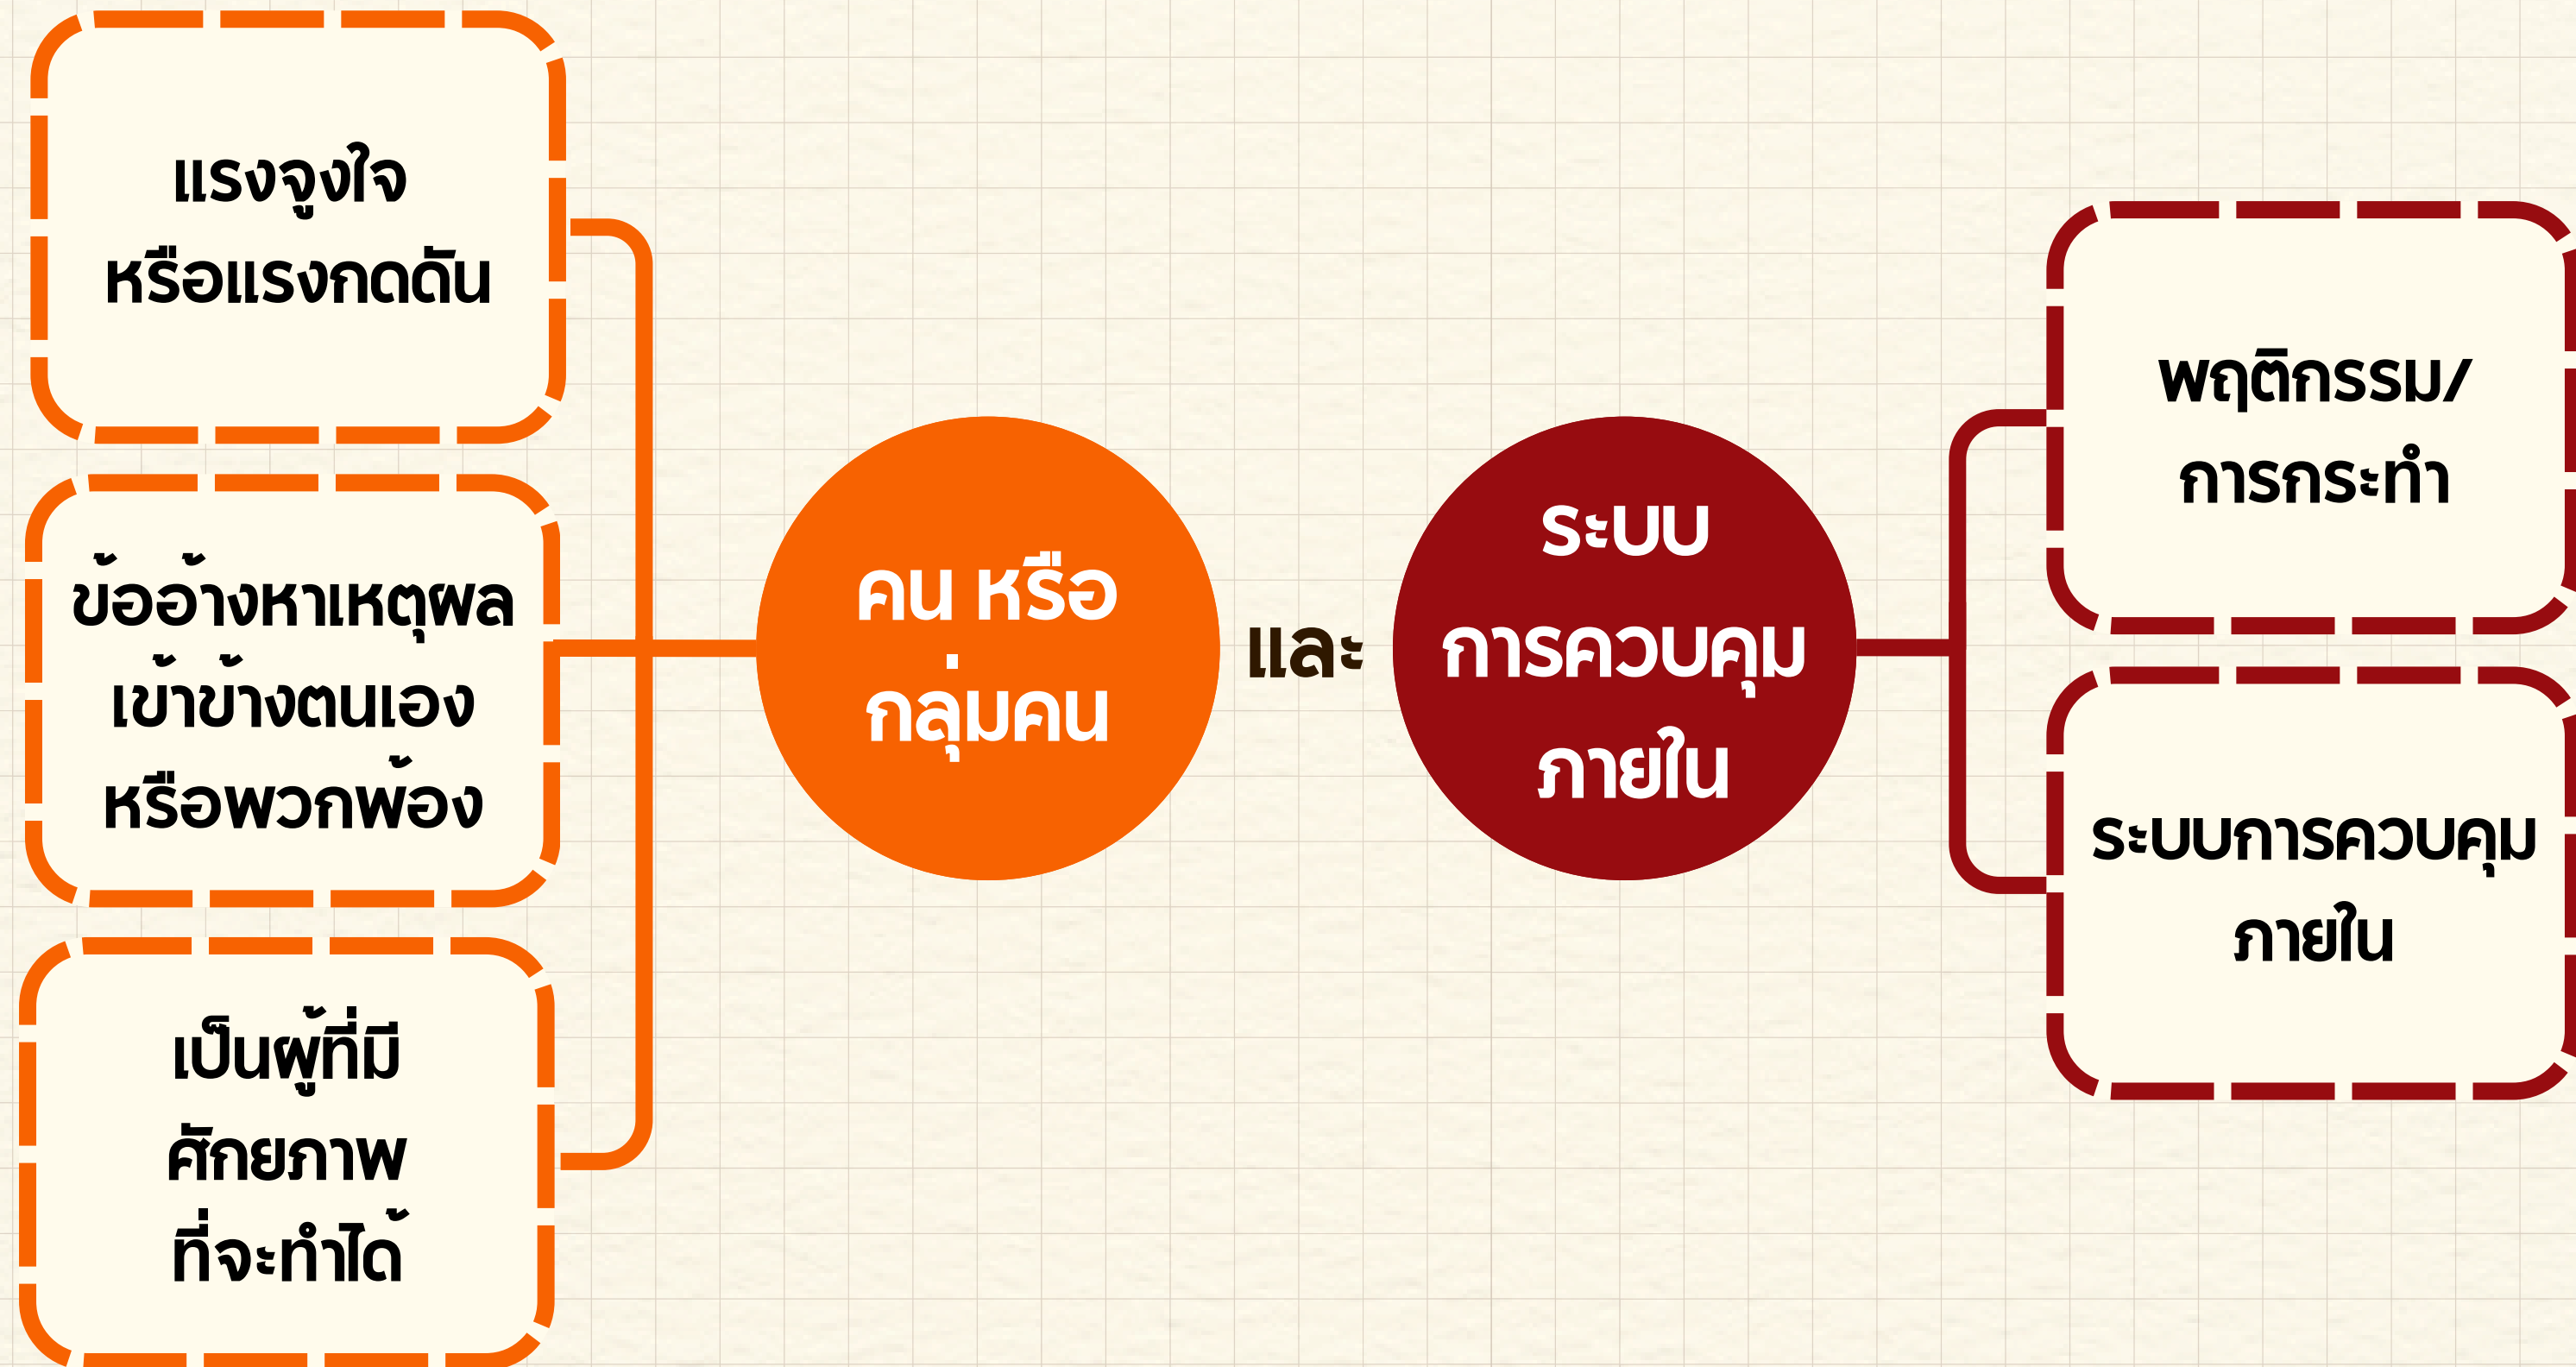 แรงจูงใจ
หรือแรงกดดัน
ข้ออ้างหาเหตุผล
เข้าข้างตนเอง
หรือพวกพ้อง
เป็นผู้ที่มี
ศักยภาพ
ที่จะทำได้
คน หรือ
กลุ่มคน
และ
ระบบ
การควบคุม
ภายใน
พฤติกรรม/
การกระทำ
ระบบการควบคุม
ภายใน